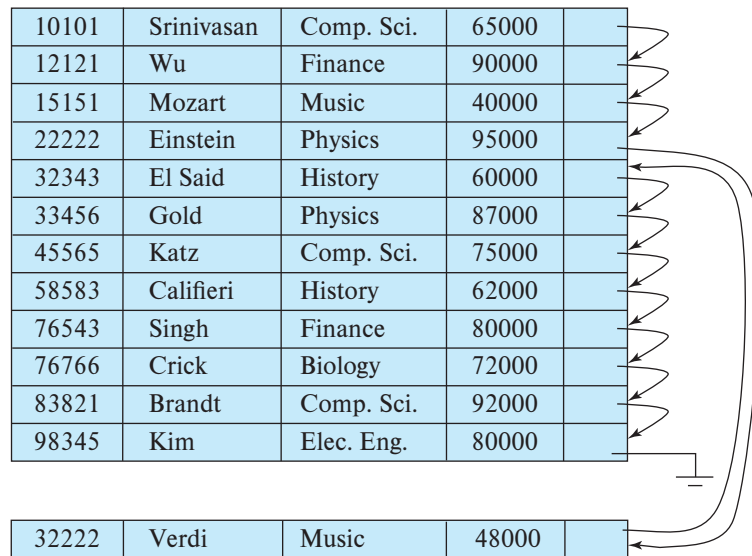 10101 Srinivasan Comp. Sci. 65000
12121 Wu Finance 90000
15151 Mozart Music 40000
22222 Einstein Physics 95000
32343 El Said History 60000
33456 Gold Physics 87000
45565 Katz Comp. Sci. 75000
58583 Califieri History 62000
76543 Singh Finance 80000
76766 Crick Biology 72000
83821 Brandt Comp. Sci. 92000
98345 Kim Elec. Eng. 80000
32222 Verdi Music 48000